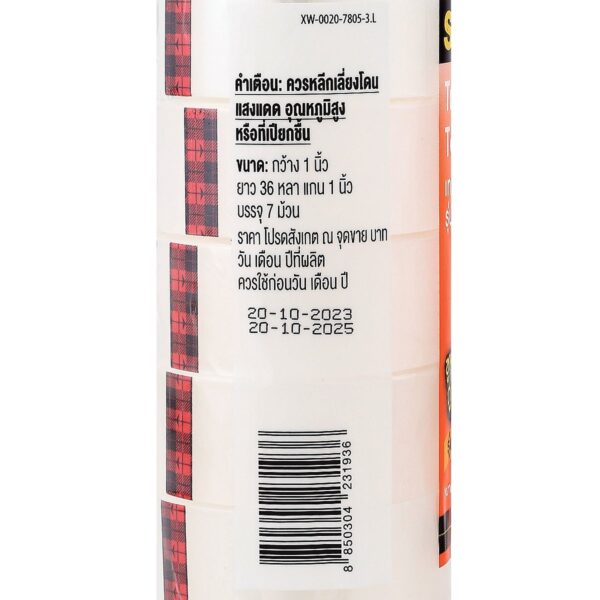 XW-0020-7805-3.L
คำเตือน: ควรหลีกเลี่ยงโดน
แสงแดด อุณหภูมิสูง
หรือที่เปียกชื้น
ขนาด: กว้าง 1 นิ้ว
ยาว 36 หลา แกน 1 นิ้ว
บรรจุ 7 ม้วน
ราคา โปรดสังเกต ณ จุดขาย บาท
วัน เดือน ปีที่ผลิต
ควรใช้ก่อนวัน เดือน ปี
20-10-2023
20-10-2025
8 850304 231936